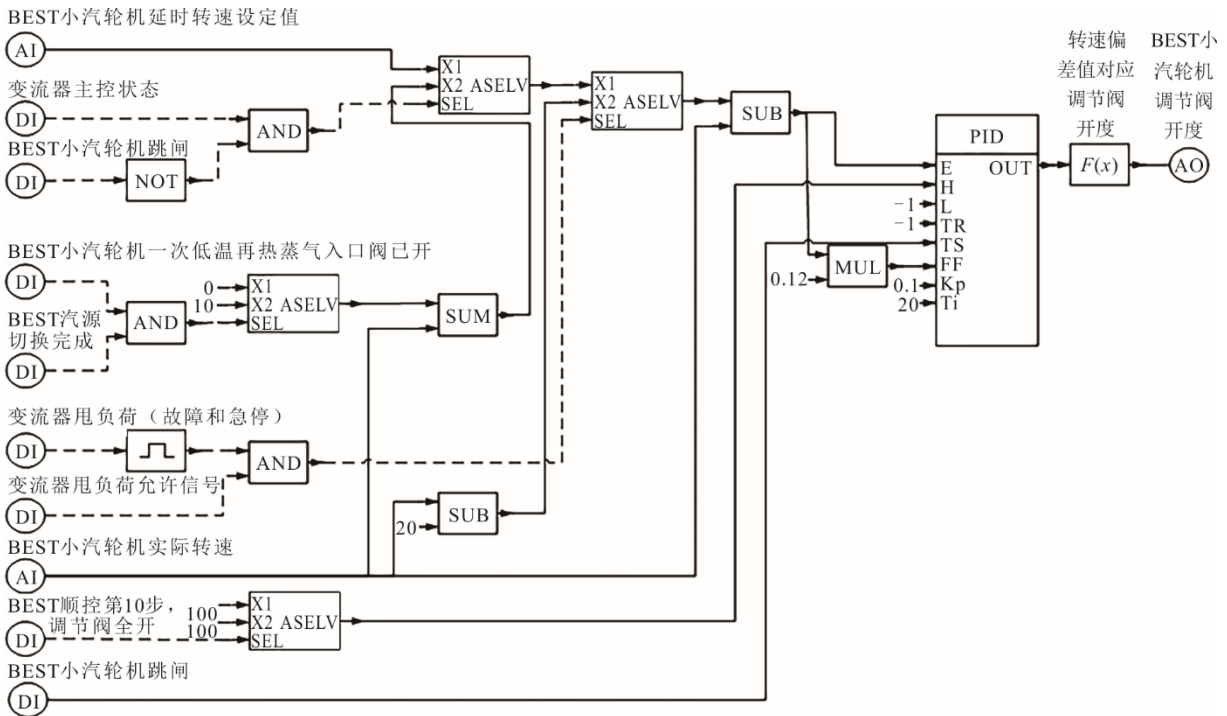 BEST小汽轮机延时转速设定值
AI
变流器主控状态
DI
BEST小汽轮机跳闸
DI
NOT
AND
X1
X2 ASELV
SEL
X1
X2 ASELV
SEL
SUB
转速偏
差值对应
调节阀
开度
BEST小
汽轮机
调节阀
开度
PID
E OUT
H
-1 L
-1 TR
TS
FF
0.1 Kp
20 Ti
F(x)
AO
0.12
MUL
BEST小汽轮机一次低温再热蒸气入口阀已开
DI
BEST汽源
切换完成
DI
AND
0 X1
10 X2 ASELV
SEL
SUM
变流器甩负荷（故障和急停）
DI
变流器甩负荷允许信号
DI
AND
20
SUB
BEST小汽轮机实际转速
AI
BEST顺控第10步，
调节阀全开
DI
X1
100 X2 ASELV
100 SEL
BEST小汽轮机跳闸
DI